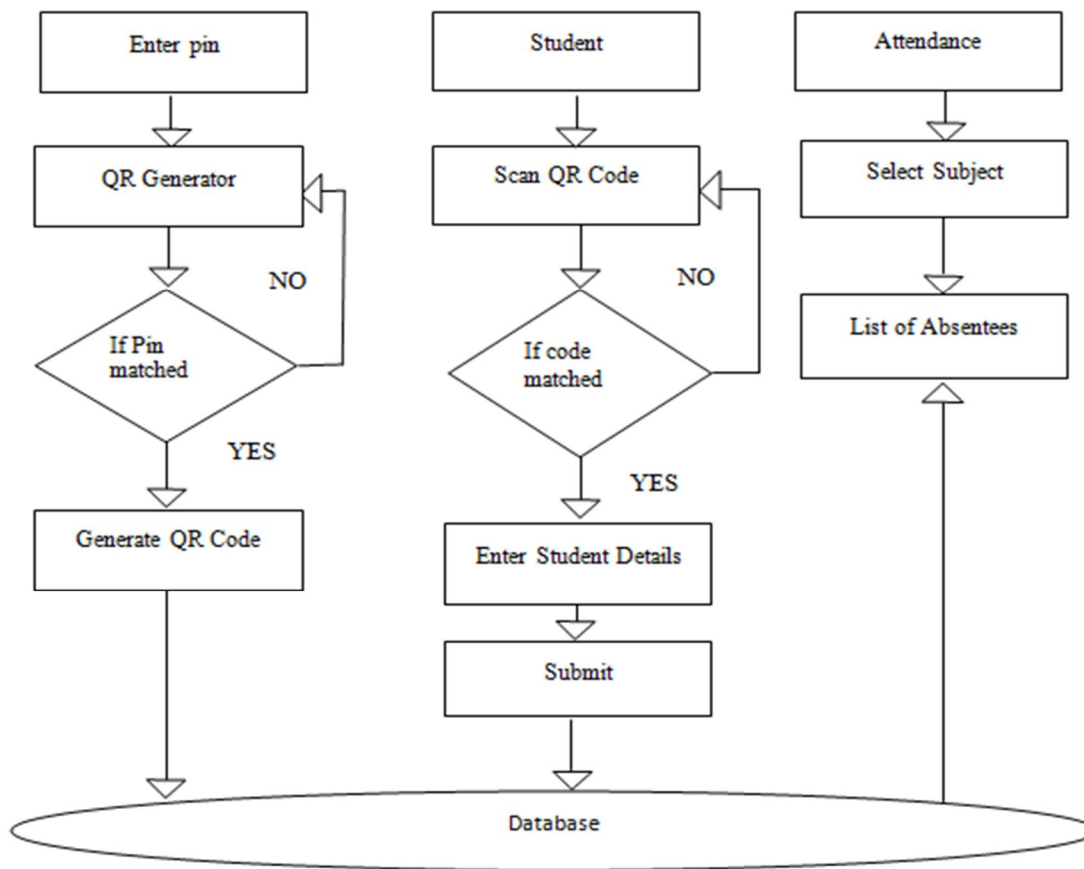 Enter pin
QR Generator
NO
If Pin
matched
YES
Generate QR Code
Student
Scan QR Code
NO
If code
matched
YES
Enter Student Details
Submit
Attendance
Select Subject
List of Absentees
Database